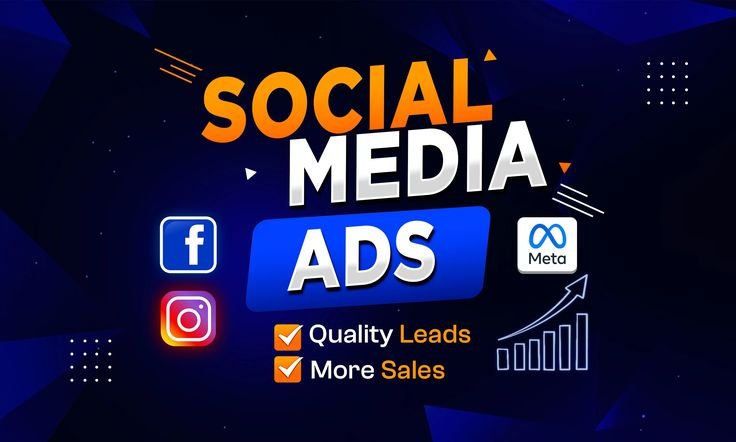 SOCIAL
MEDIA
ADS
f
Meta
Quality Leads
More Sales